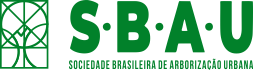 S·B·A·U
SOCIEDADE BRASILEIRA DE ARBORIZAÇÃO URBANA